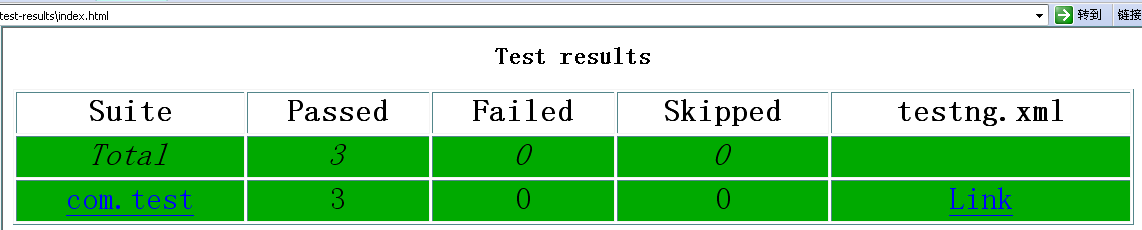 test-results\index.html 转到 链接
Test results
Suite Passed Failed Skipped testng.xml
Total 3 0 0
com.test 3 0 0 Link